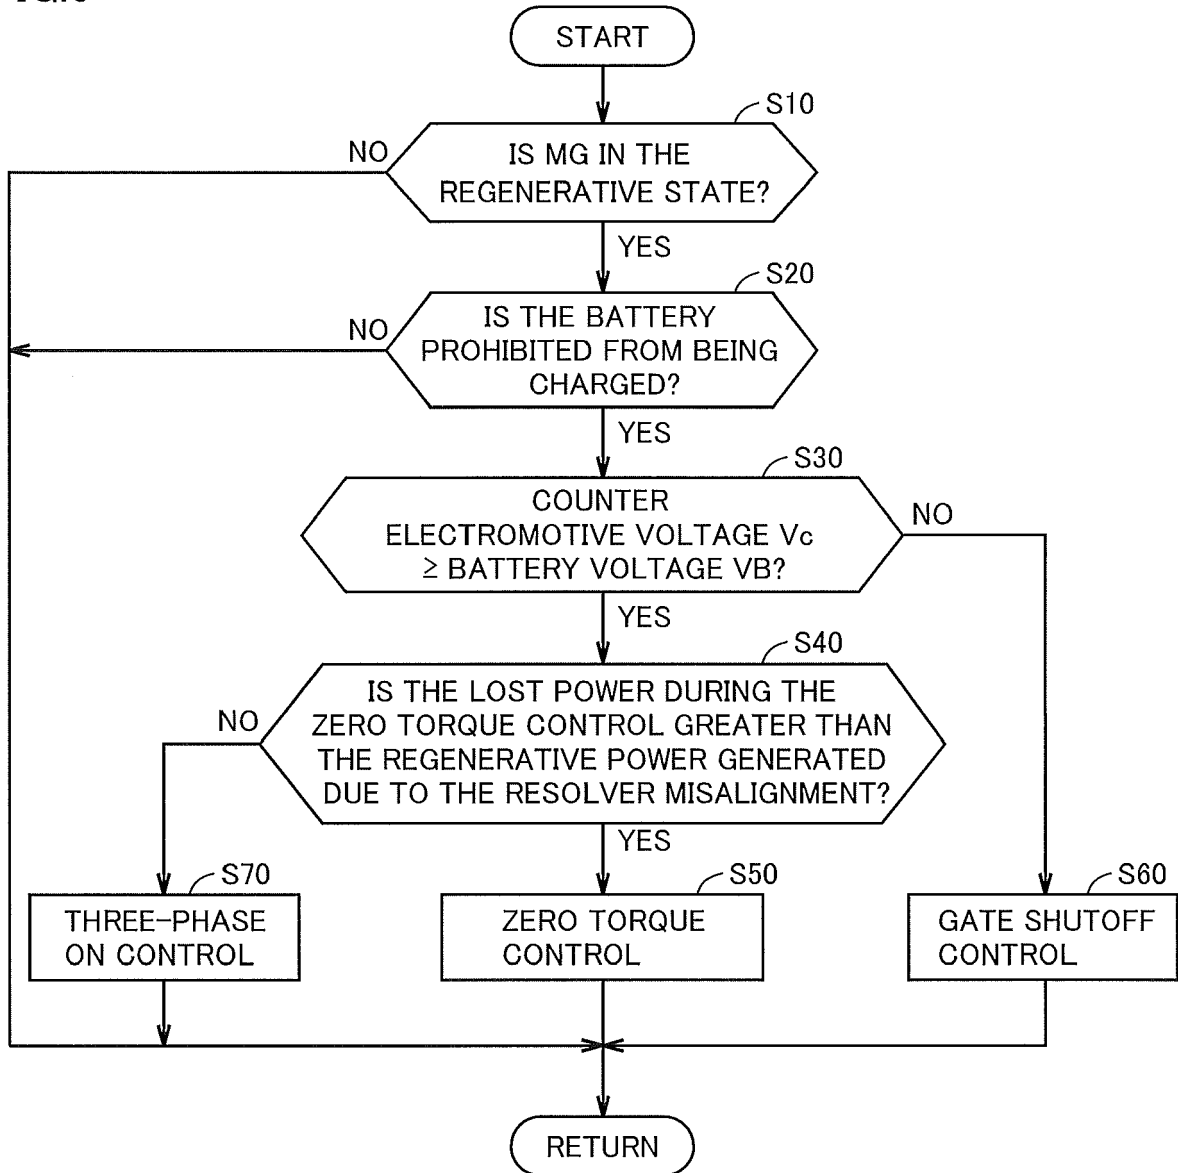 START
S10
NO
IS MG IN THE
REGENERATIVE STATE?
YES
S20
NO
IS THE BATTERY
PROHIBITED FROM BEING
CHARGED?
YES
S30
COUNTER
ELECTROMOTIVE VOLTAGE Vc
≥ BATTERY VOLTAGE VB?
NO
YES
S40
NO
IS THE LOST POWER DURING THE
ZERO TORQUE CONTROL GREATER THAN
THE REGENERATIVE POWER GENERATED
DUE TO THE RESOLVER MISALIGNMENT?
YES
S70
THREE-PHASE
ON CONTROL
S50
ZERO TORQUE
CONTROL
S60
GATE SHUTOFF
CONTROL
RETURN